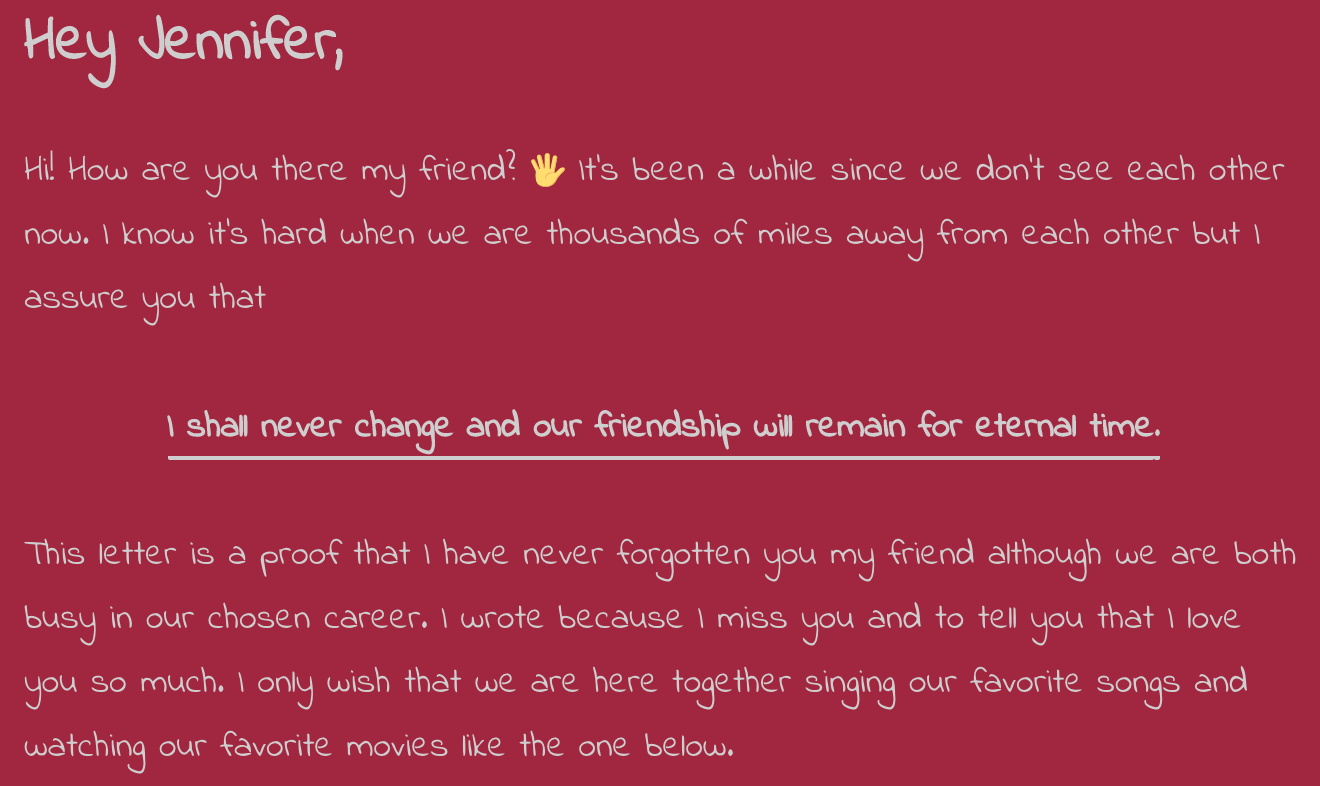 Hey Jennifer,
Hi! How are you there my friend? 🖐 It's been a while since we don't see each other
now. I know it's hard when we are thousands of miles away from each other but I
assure you that
I shall never change and our friendship will remain for eternal time.
This letter is a proof that I have never forgotten you my friend although we are both
busy in our chosen career. I wrote because I miss you and to tell you that I love
you so much. I only wish that we are here together singing our favorite songs and
watching our favorite movies like the one below.